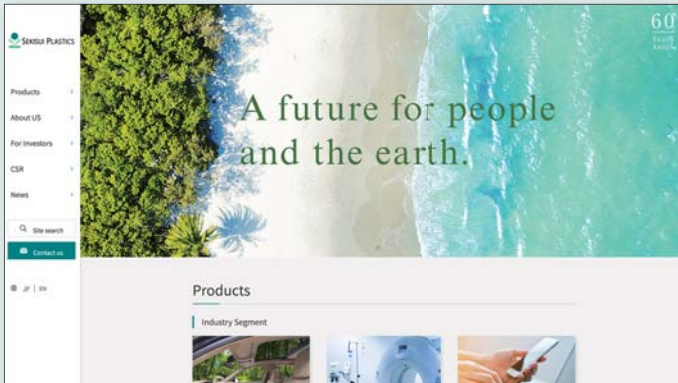 SEKISUI PLASTICS
Products
About US
For Investors
CSR
News
Site search
Contact us
EN
60
A future for people
and the earth.
Products
Industry Segment